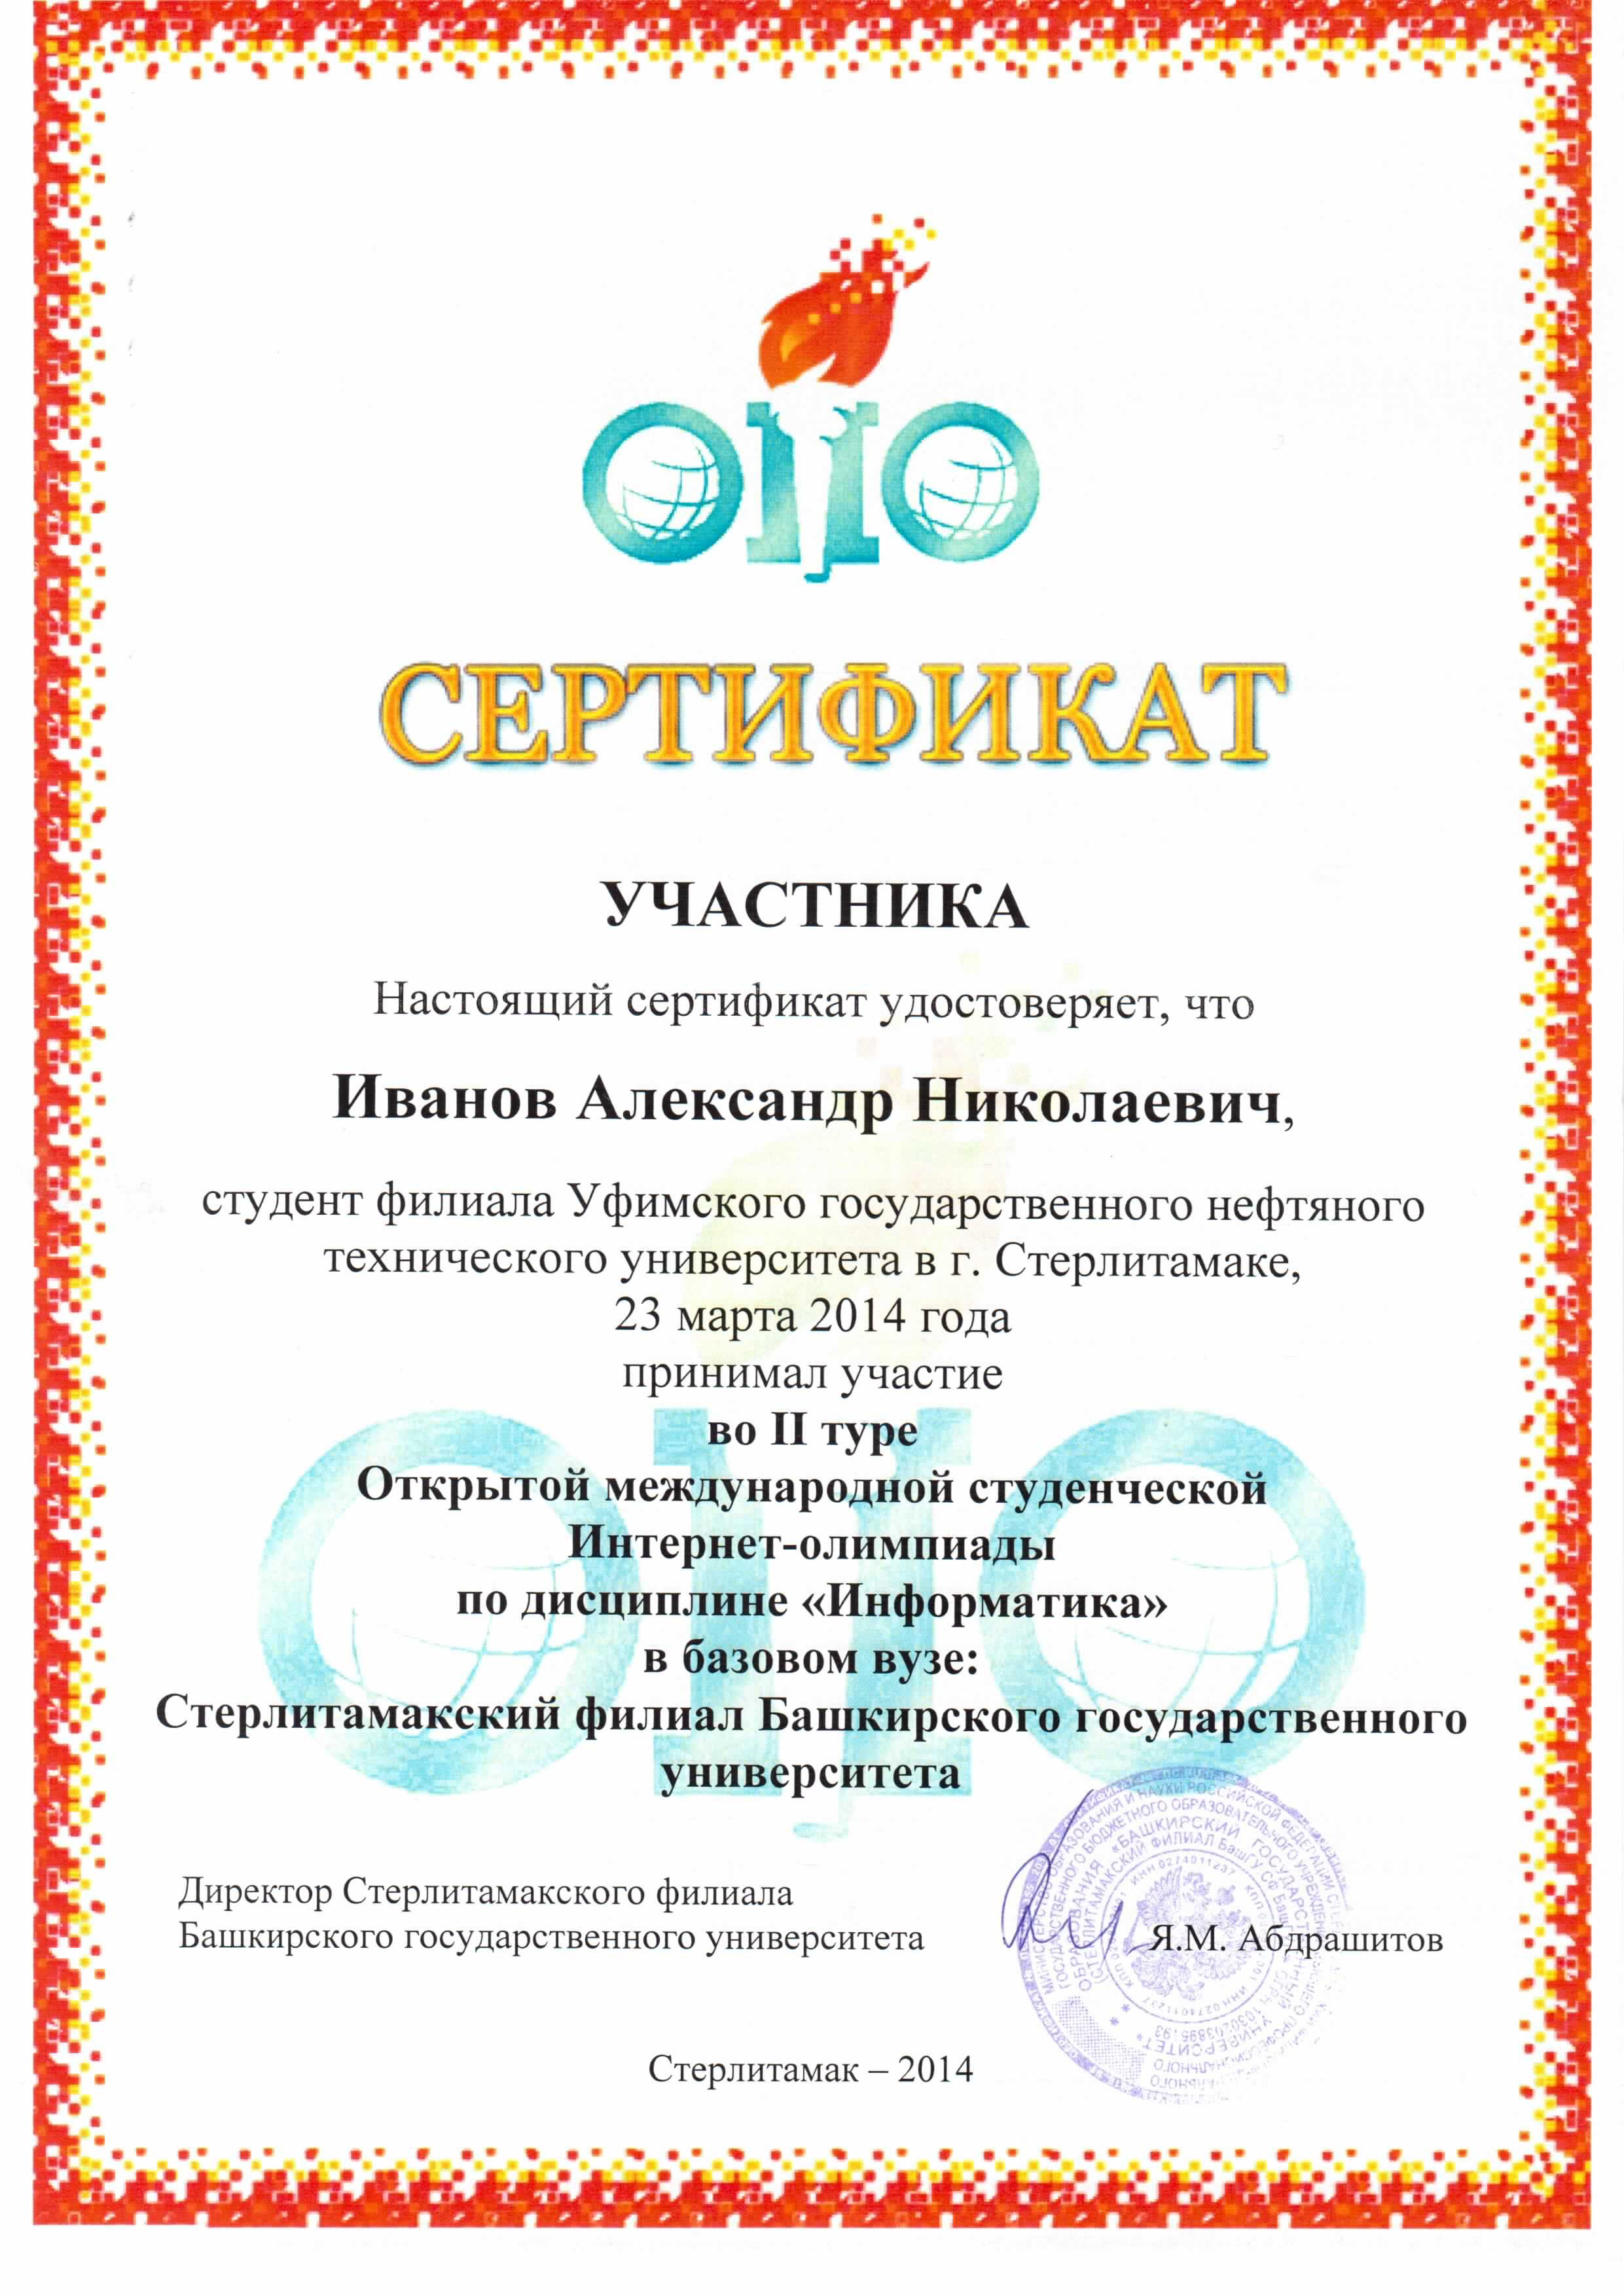 СЕРТИФИКАТ
УЧАСТНИКА
Настоящий сертификат удостоверяет, что
Иванов Александр Николаевич,
студент филиала Уфимского государственного нефтяного
технического университета в г. Стерлитамаке,
23 марта 2014 года
принимал участие
во II туре
Открытой международной студенческой
Интернет-олимпиады
по дисциплине «Информатика»
в базовом вузе:
Стерлитамакский филиал Башкирского государственного
университета
Директор Стерлитамакского филиала
Башкирского государственного университета
Я.М. Абдрашитов
Стерлитамак – 2014